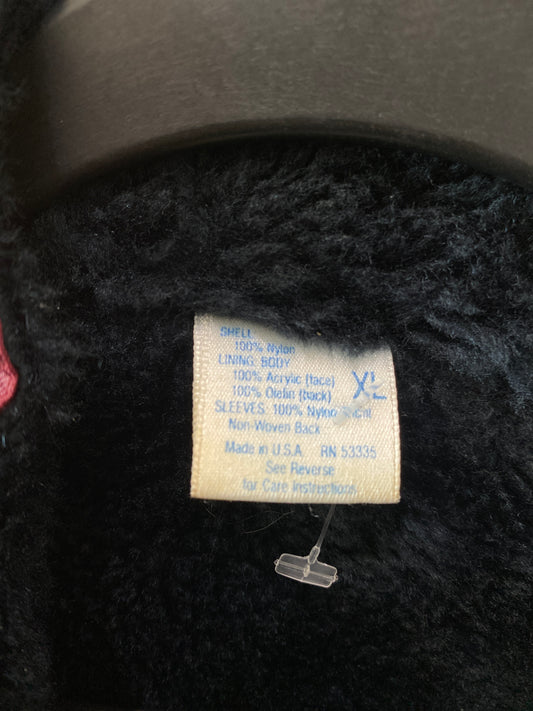 SHELL
100% Nylon
LINING: BODY
100% Acrylic (face)
100% Olefin (back)
XL
SLEEVES: 100% Nylon
Non-Woven Back
Made in U.S.A. RN 53335
See Reverse
for Care Instructions